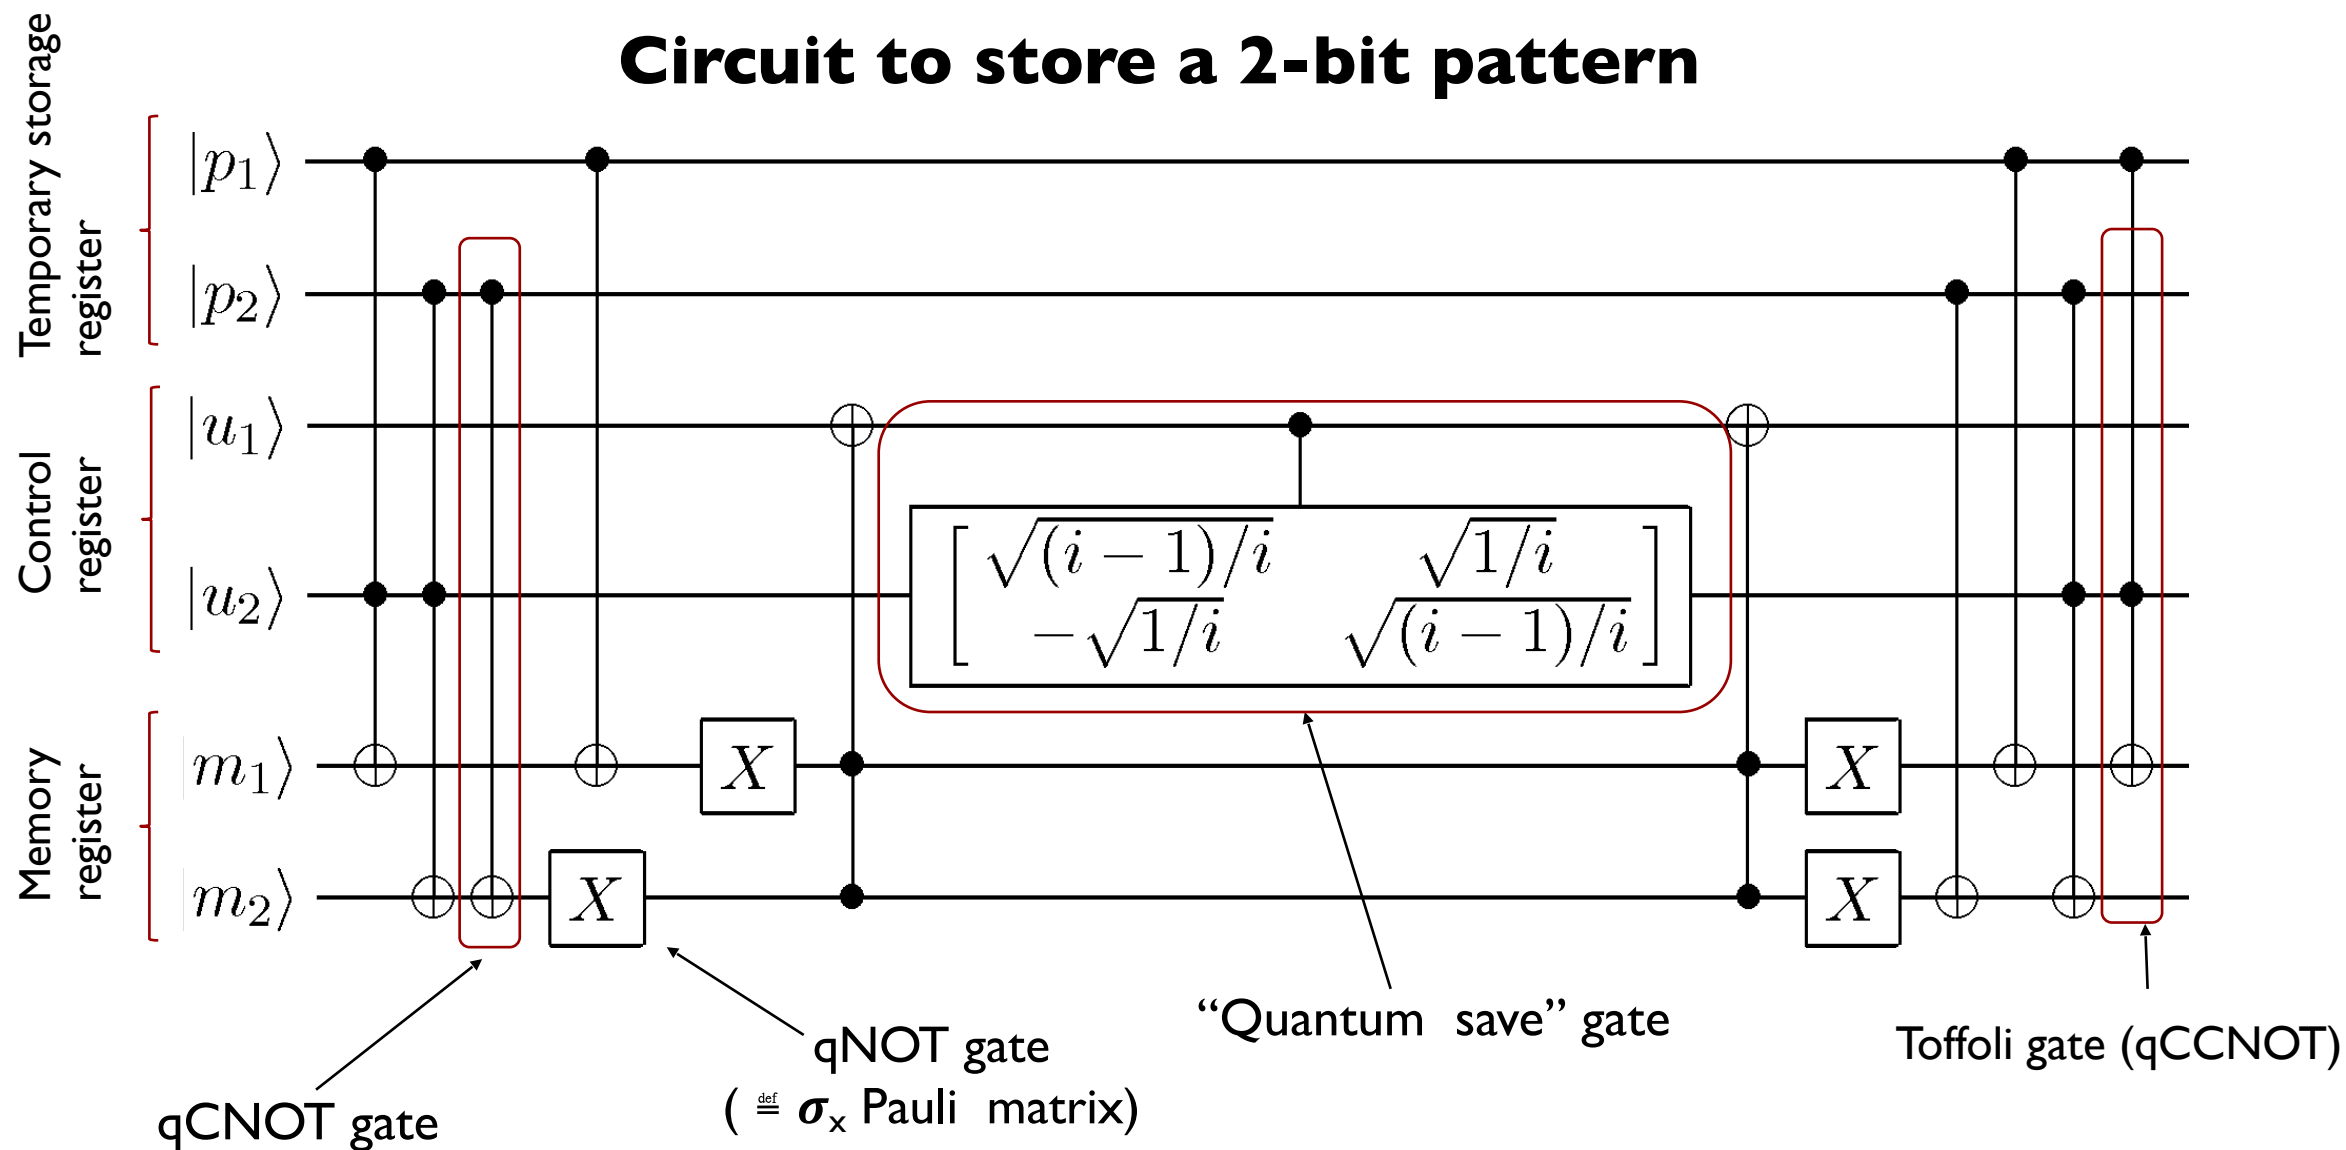 Circuit to store a 2-bit pattern
Temporary storage
register
|p₁⟩
|p₂⟩
Control
register
|u₁⟩
|u₂⟩
√(i − 1)/i √1/i
−√1/i √(i − 1)/i
Memory
register
|m₁⟩
|m₂⟩
X
X
X
X
qCNOT gate
qNOT gate
( ≝ σₓ Pauli matrix)
“Quantum save” gate
Toffoli gate (qCCNOT)